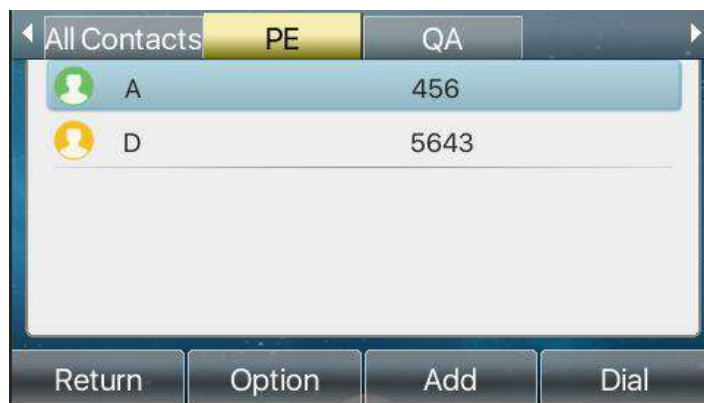 All Contacts PE QA
A 456
D 5643
Return Option Add Dial